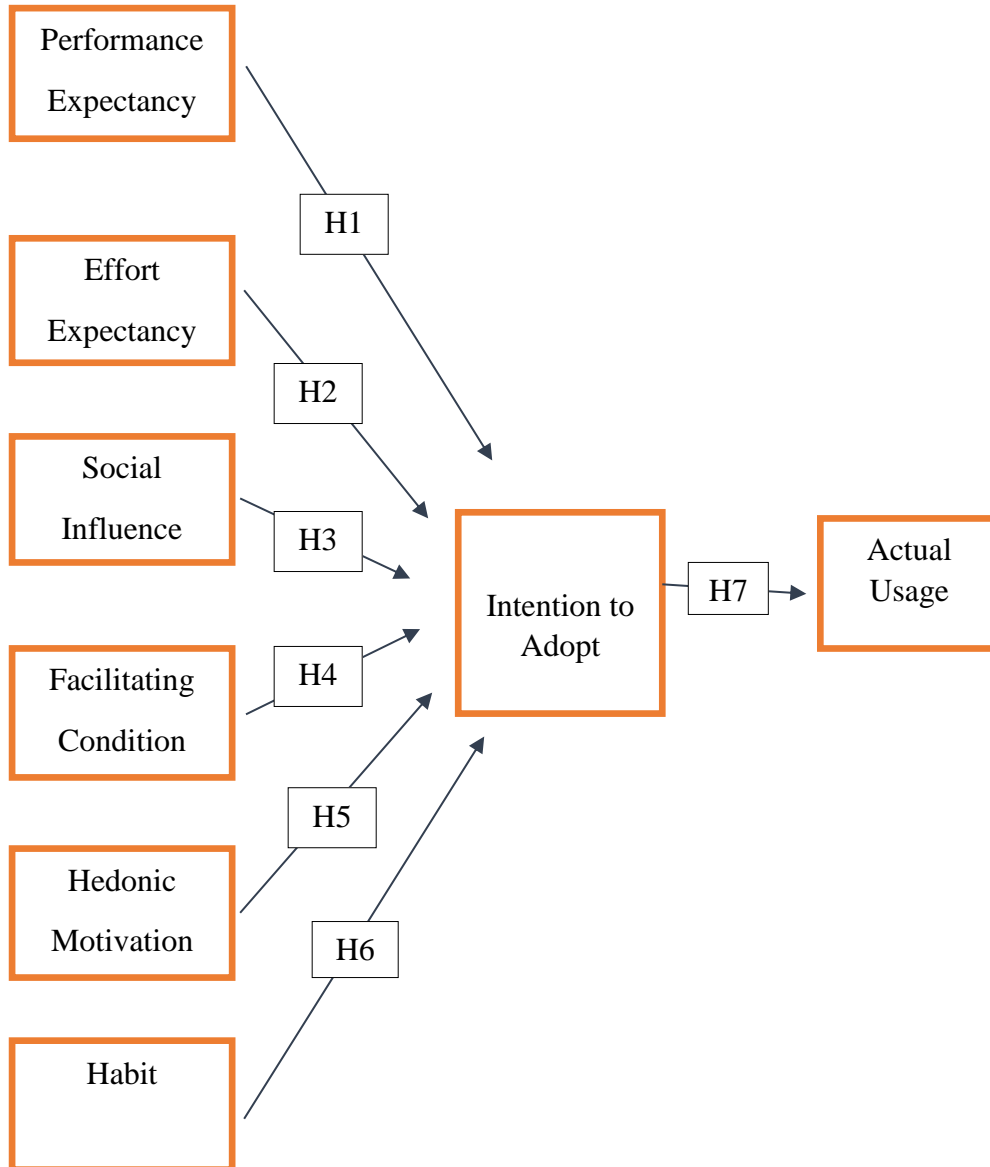 Performance
Expectancy
H1
Effort
Expectancy
H2
Social
Influence
H3
Facilitating
Condition
H4
Hedonic
Motivation
H5
Habit
H6
Intention to
Adopt
H7
Actual
Usage